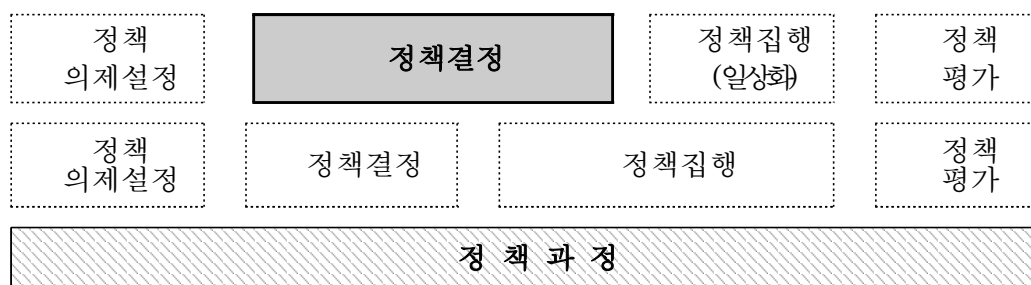 정책
의제설정
정책결정
정책집행
(일상화)
정책
평가
정책
의제설정
정책결정
정책집행
정책
평가
정 책 과 정